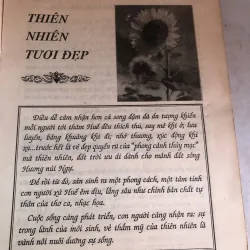 THIÊN
NHIÊN
TƯƠI ĐẸP
Điều dễ cảm nhận hơn cả song đậm đà ấn tượng khiến
mỗi người tới thăm Huế đều thích thú, say mê khi ở; lưu
luyến, bâng khuâng khi đi; nhớ thương, xúc động khi
xa...trước hết là vẻ đẹp quyến rũ của "phong cảnh thủy mạc"
mà thiên nhiên, đất trời ưu ái dành cho mảnh đất sông
Hương núi Ngự.
Để rồi từ đó, sản sinh ra một phong cách, một tâm tình
con người xứ Huế êm dịu, lắng sâu như chính bản chất tự
thân của thơ ca, nhạc họa.
Cuộc sống càng phát triển, con người càng nhận ra: sự
trong lành của môi sinh, vẻ thẩm mỹ của thiên nhiên là
vành nôi nuôi dưỡng sự sống.